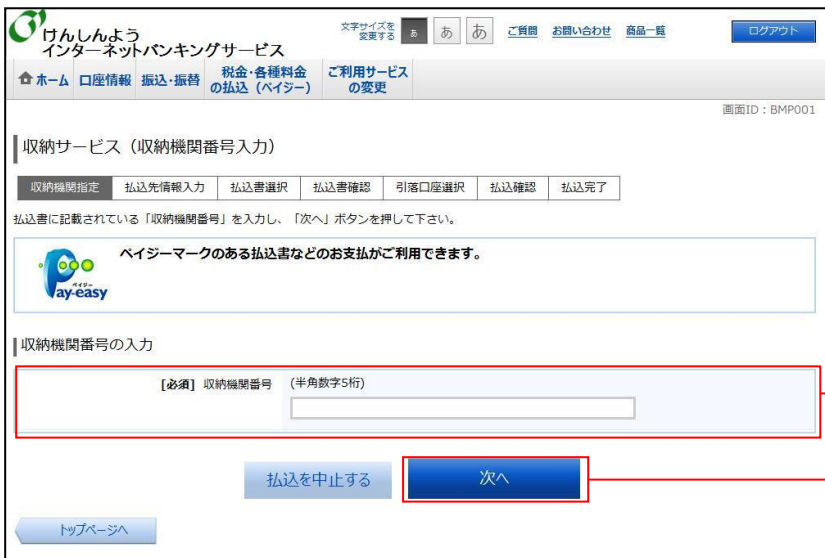 けんしんよう
インターネットバンキングサービス
文字サイズを
変更する
あ あ あ ご質問 お問い合わせ 商品一覧 ログアウト
ホーム 口座情報 振込・振替 税金・各種料金
の払込（ペイジー） ご利用サービス
の変更
画面ID：BMP001
収納サービス（収納機関番号入力）
収納機関指定 払込先情報入力 払込書選択 払込書確認 引落口座選択 払込確認 払込完了
払込書に記載されている「収納機関番号」を入力し、「次へ」ボタンを押して下さい。
ペイジーマークのある払込書などのお支払がご利用できます。
ペイジー
Pay-easy
収納機関番号の入力
[必須] 収納機関番号 (半角数字5桁)
払込を中止する 次へ
トップページへ